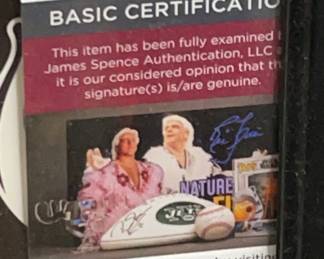 BASIC CERTIFICATIO
This item has been fully examined b
James Spence Authentication, LLC
it is our considered opinion that th
signature(s) is/are genuine.
NATURE
JETS